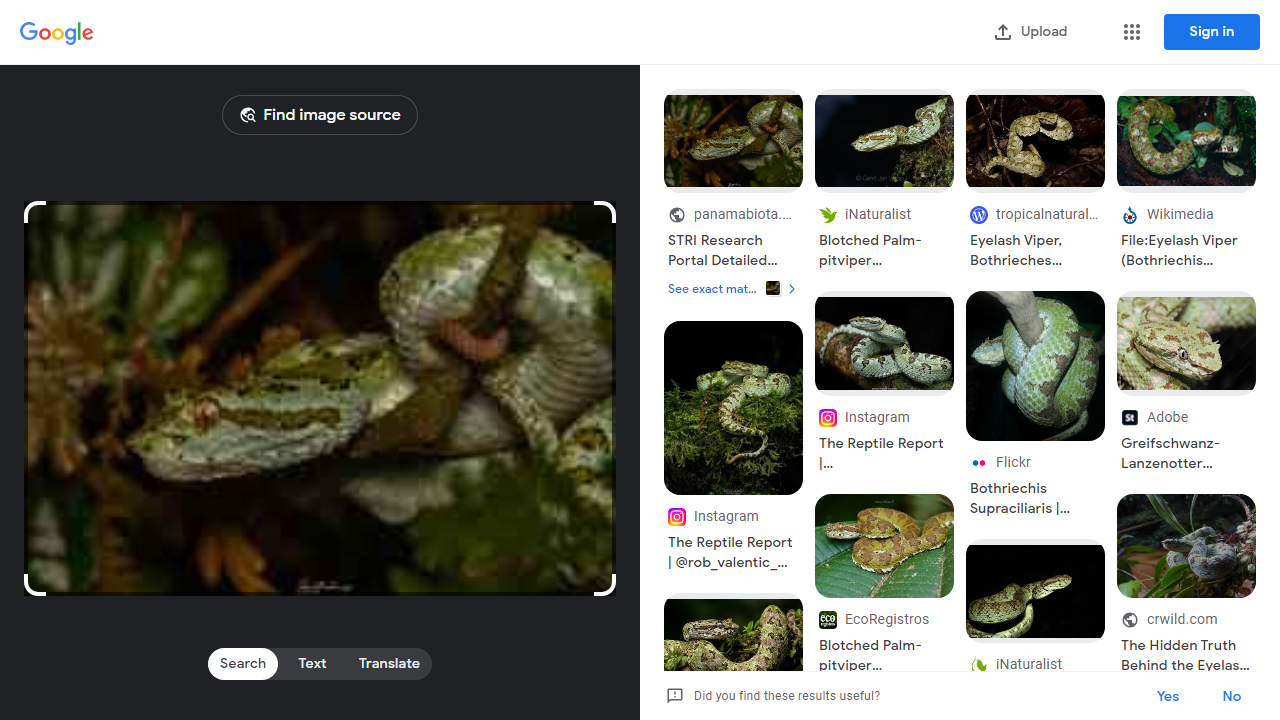 Google
Upload
Sign in
Find image source
Search
Text
Translate
panamabiota....
STRI Research
Portal Detailed...
See exact mat...
Instagram
The Reptile Report
| @rob_valentic_...
iNaturalist
Blotched Palm-
pitviper...
Instagram
The Reptile Report
|...
EcoRegistros
Blotched Palm-
pitviper...
tropicalnatural...
Eyelash Viper,
Bothrieches...
Flickr
Bothriechis
Supraciliaris |...
iNaturalist
Wikimedia
File:Eyelash Viper
(Bothriechis...
St
Adobe
Greifschwanz-
Lanzenotter...
crwild.com
The Hidden Truth
Behind the Eyelas...
Did you find these results useful?
Yes
No